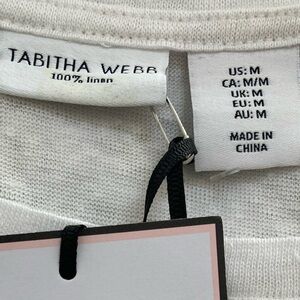 TABITHA WEBB
100% linen
US: M
CA: M/M
UK: M
EU: M
AU: M
MADE IN
CHINA